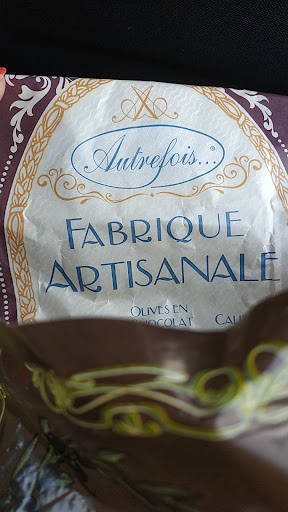 Autrefois...®
FABRIQUE
ARTISANALE
OLIVES EN
CHOCOLAT